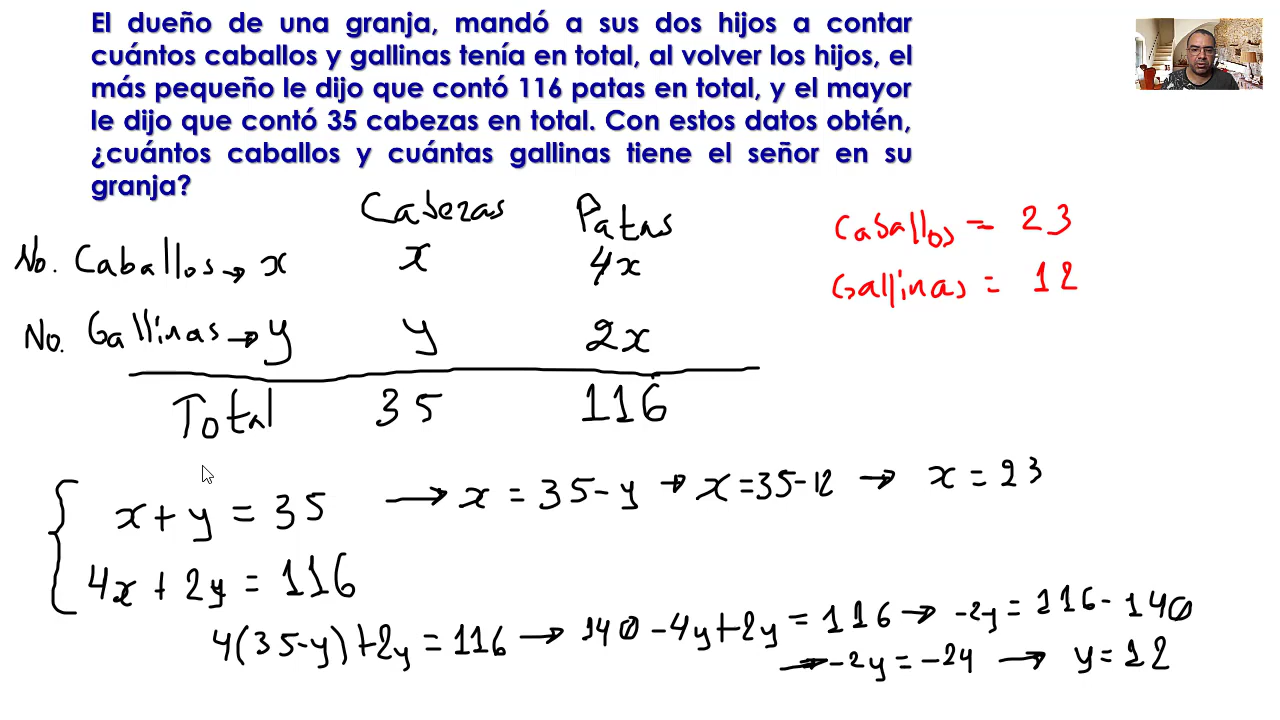 El dueño de una granja, mandó a sus dos hijos a contar
cuántos caballos y gallinas tenía en total, al volver los hijos, el
más pequeño le dijo que contó 116 patas en total, y el mayor
le dijo que contó 35 cabezas en total. Con estos datos obtén,
¿cuántos caballos y cuántas gallinas tiene el señor en su
granja?
Cabezas Patas
No. Caballos → x x 4x
No. Gallinas → y y 2x
Total 35 116
Caballos = 23
Gallinas = 12
x + y = 35 → x = 35 - y → x = 35 - 12 → x = 23
4x + 2y = 116
4(35-y) + 2y = 116 → 140 - 4y + 2y = 116 → -2y = 116 - 140
→ -2y = -24 → y = 12